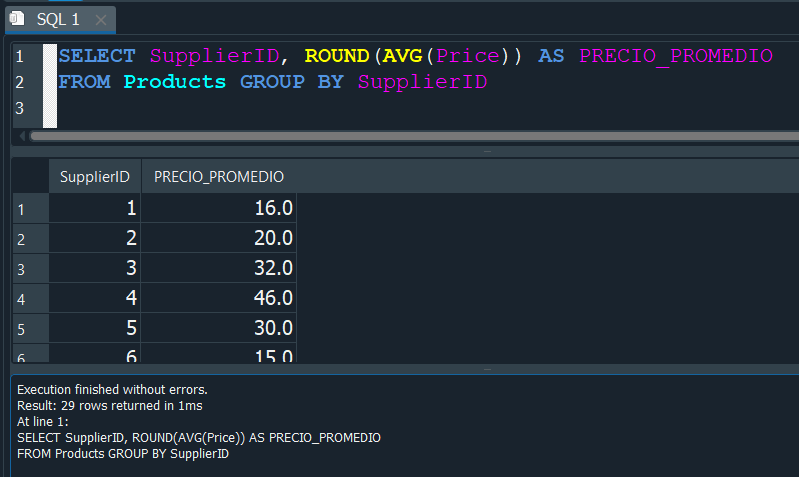 SQL 1
1 SELECT SupplierID, ROUND(AVG(Price)) AS PRECIO_PROMEDIO
2 FROM Products GROUP BY SupplierID
3
SupplierID PRECIO_PROMEDIO
1 1 16.0
2 2 20.0
3 3 32.0
4 4 46.0
5 5 30.0
6 6 15.0
Execution finished without errors.
Result: 29 rows returned in 1ms
At line 1:
SELECT SupplierID, ROUND(AVG(Price)) AS PRECIO_PROMEDIO
FROM Products GROUP BY SupplierID